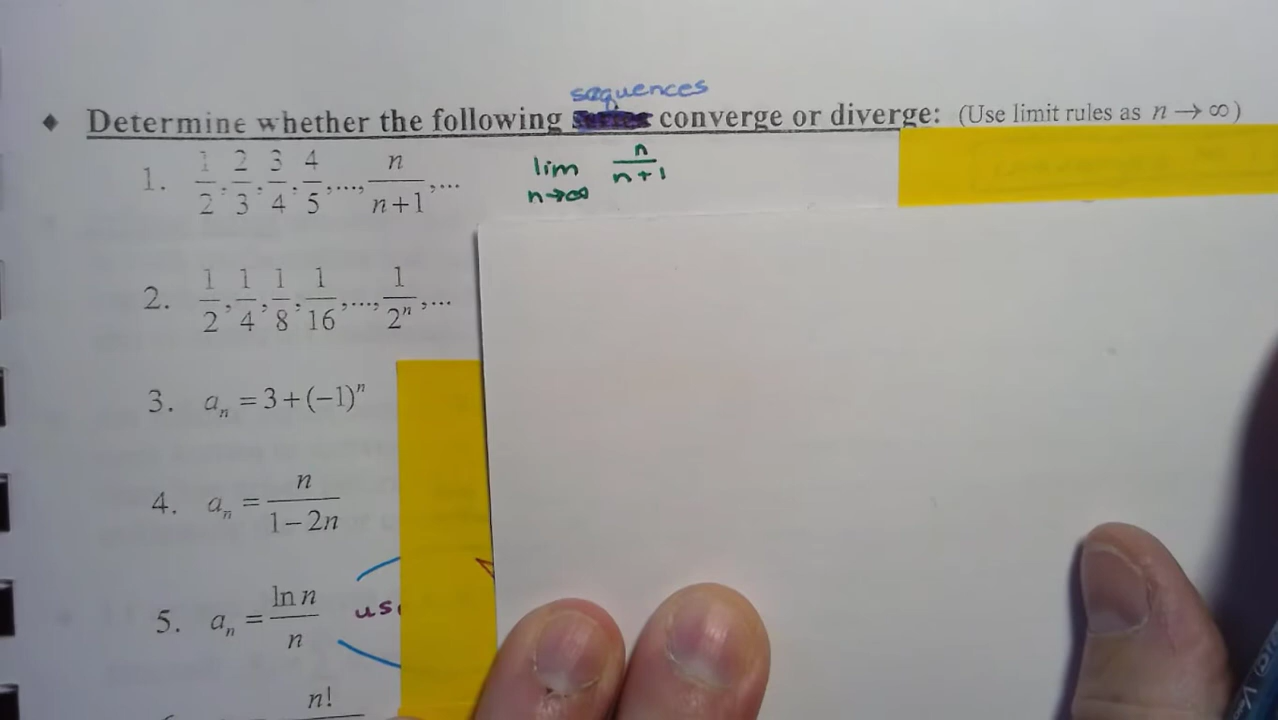 sequences
◆ Determine whether the following converge or diverge: (Use limit rules as n → ∞)
1. 1/2, 2/3, 3/4, 4/5, ..., n/(n+1), ... lim n→∞ n/(n+1)
2. 1/2, 1/4, 1/8, 1/16, ..., 1/2ⁿ, ...
3. aₙ = 3 + (−1)ⁿ
4. aₙ = n/(1−2n)
5. aₙ = ln n/n
n!